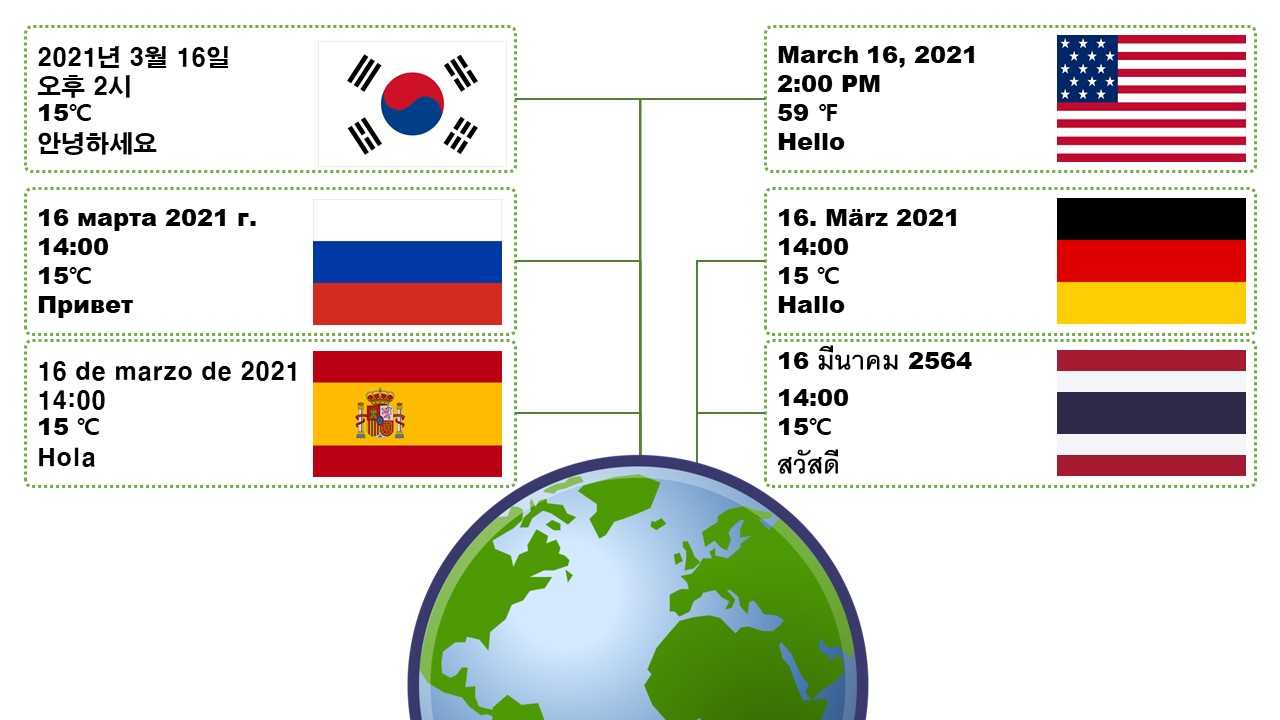 2021년 3월 16일
오후 2시
15℃
안녕하세요
March 16, 2021
2:00 PM
59 ℉
Hello
16 марта 2021 г.
14:00
15℃
Привет
16. März 2021
14:00
15 ℃
Hallo
16 de marzo de 2021
14:00
15 ℃
Hola
16 มีนาคม 2564
14:00
15℃
สวัสดี